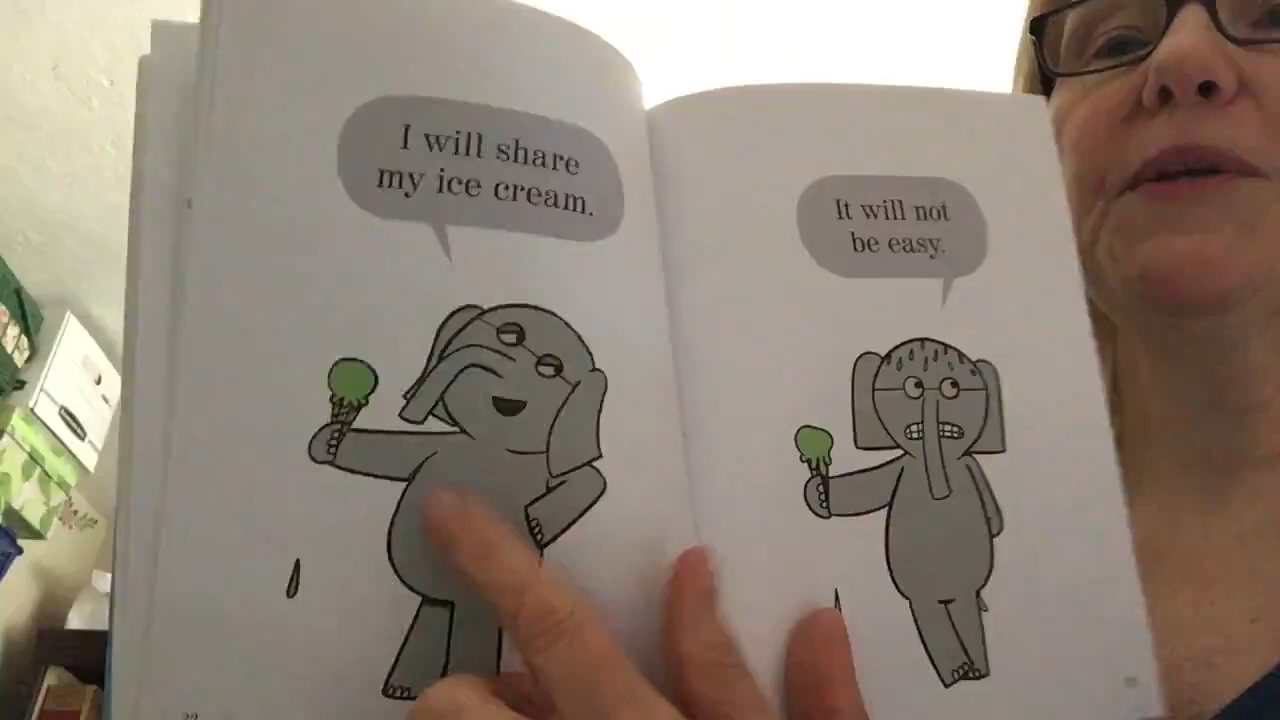 I will share
my ice cream.
It will not
be easy.